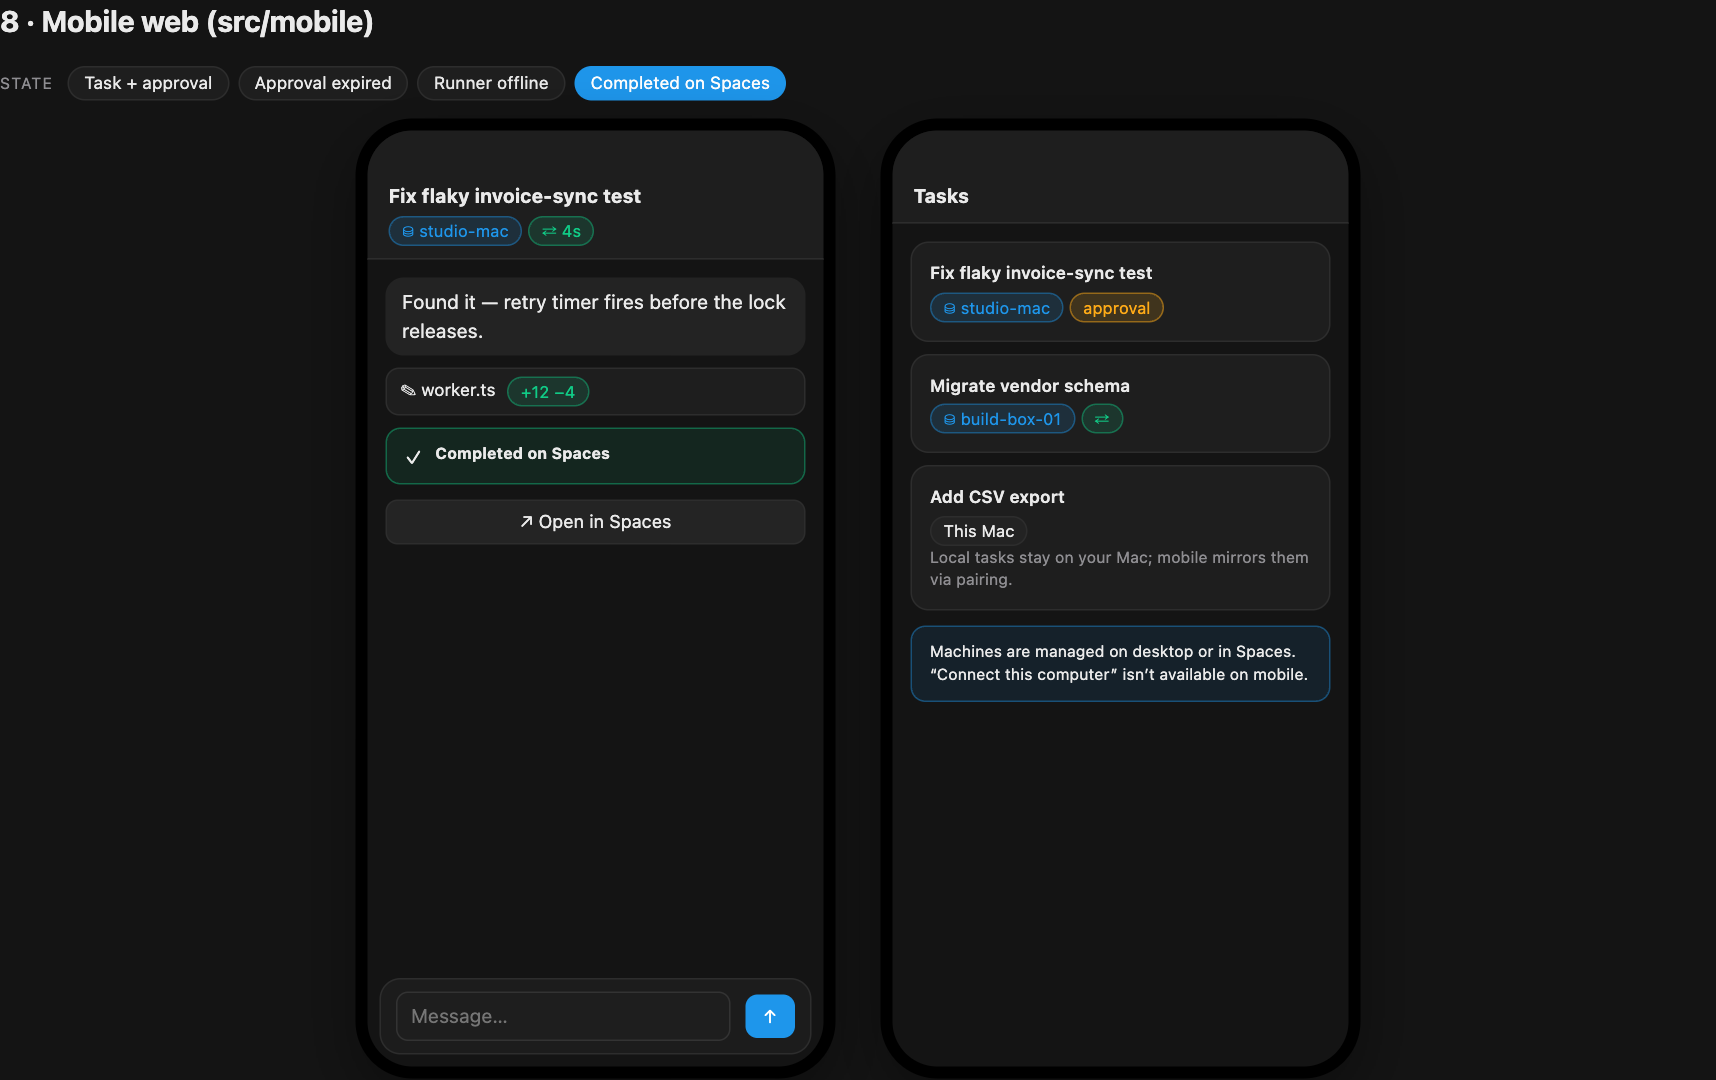 8 · Mobile web (src/mobile)
STATE
Task + approval
Approval expired
Runner offline
Completed on Spaces
Fix flaky invoice-sync test
studio-mac
⇄ 4s
Found it — retry timer fires before the lock
releases.
✎ worker.ts
+12 −4
✓ Completed on Spaces
↗ Open in Spaces
Message…
↑
Tasks
Fix flaky invoice-sync test
studio-mac
approval
Migrate vendor schema
build-box-01
⇄
Add CSV export
This Mac
Local tasks stay on your Mac; mobile mirrors them
via pairing.
Machines are managed on desktop or in Spaces.
“Connect this computer” isn’t available on mobile.